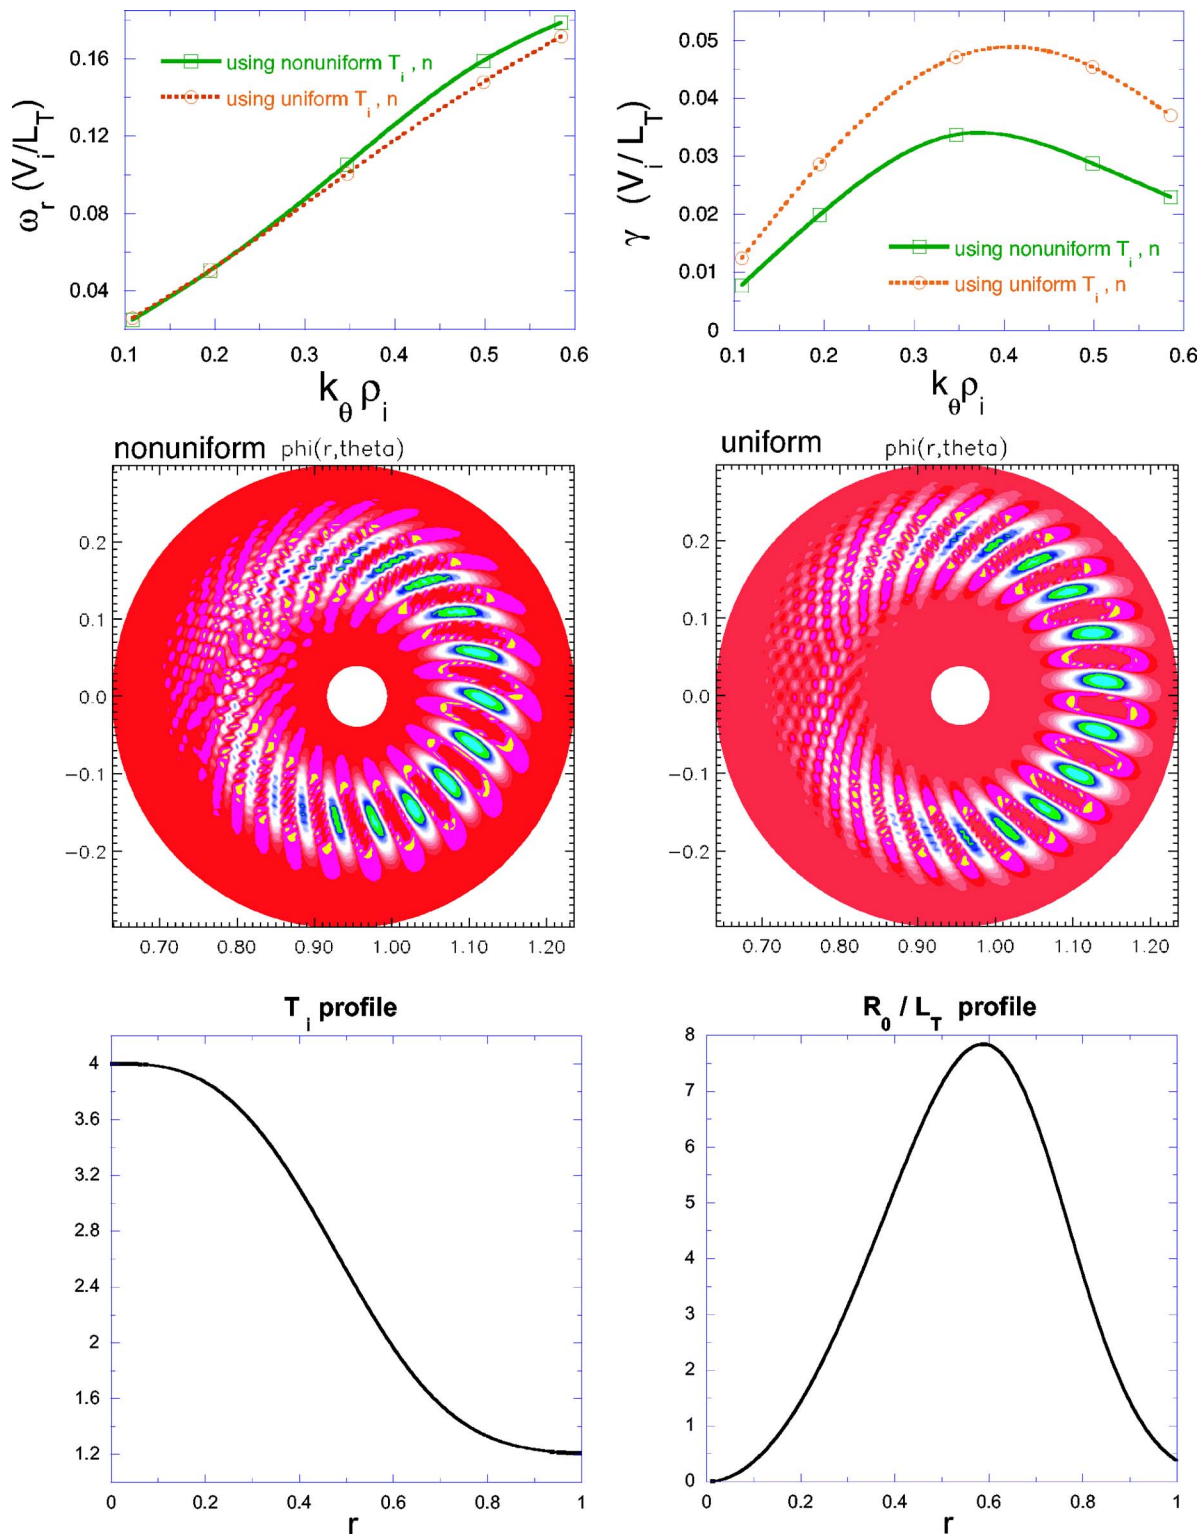 ω_r (V_i/L_T)
0.16
0.12
0.08
0.04
using nonuniform T_i , n
using uniform T_i, n
0.1 0.2 0.3 0.4 0.5 0.6
k_θ ρ_i
γ (V_i/ L_T)
0.05
0.04
0.03
0.02
0.01
0
using nonuniform T_i, n
using uniform T_i, n
0.1 0.2 0.3 0.4 0.5 0.6
k_θ ρ_i
nonuniform phi(r,theta)
0.2
0.1
0.0
−0.1
−0.2
0.70 0.80 0.90 1.00 1.10 1.20
uniform phi(r,theta)
0.2
0.1
0.0
−0.1
−0.2
0.70 0.80 0.90 1.00 1.10 1.20
T_i profile
4
3.6
3.2
2.8
2.4
2
1.6
1.2
0 0.2 0.4 0.6 0.8 1
r
R_0 / L_T profile
8
7
6
5
4
3
2
1
0
0 0.2 0.4 0.6 0.8 1
r